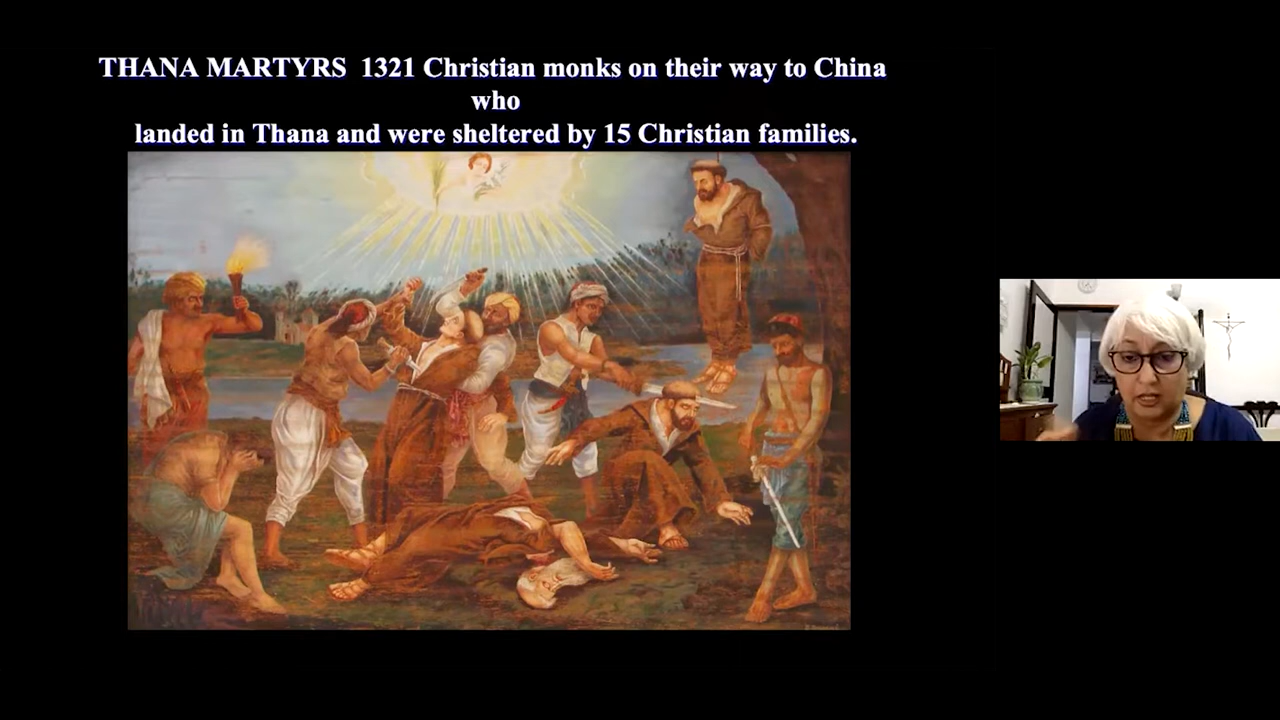 THANA MARTYRS 1321 Christian monks on their way to China
who
landed in Thana and were sheltered by 15 Christian families.